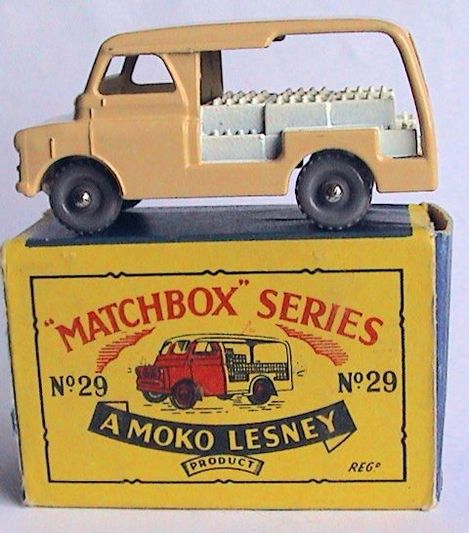 "MATCHBOX" SERIES
Nº29 Nº29
A MOKO LESNEY
PRODUCT
REGD